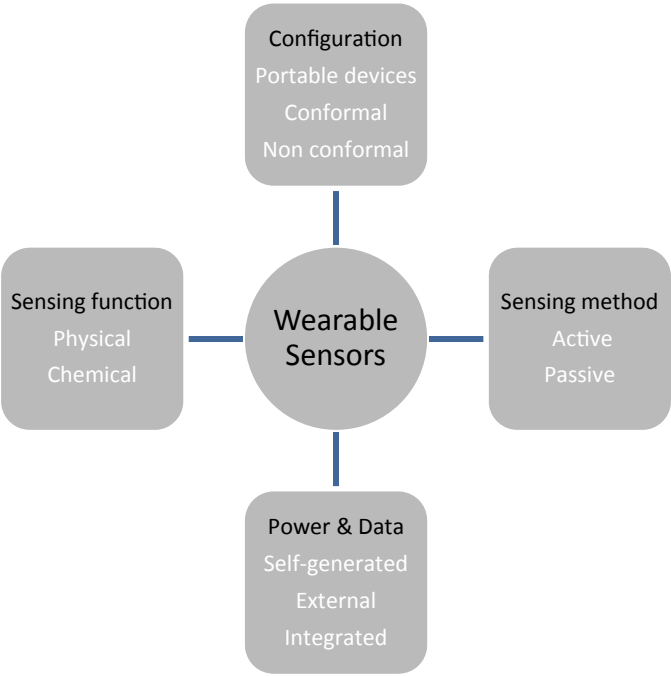 Configuration
Portable devices
Conformal
Non conformal
Sensing function
Physical
Chemical
Wearable
Sensors
Sensing method
Active
Passive
Power & Data
Self-generated
External
Integrated